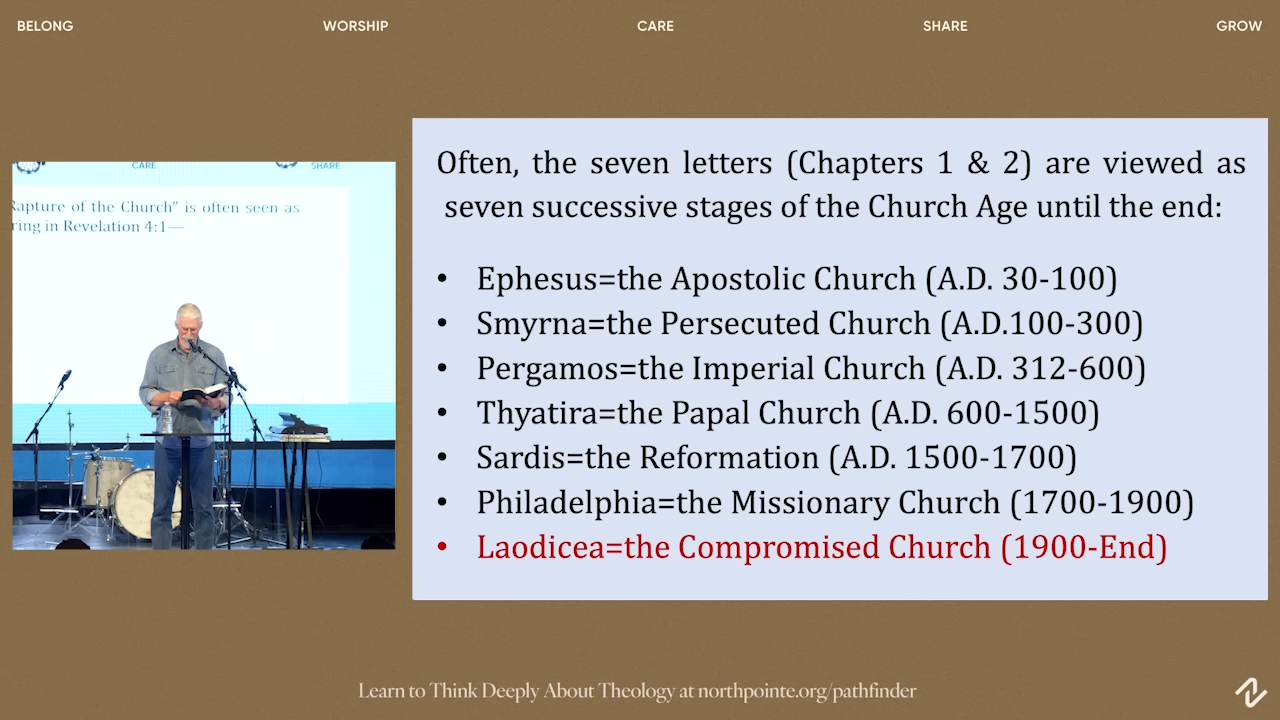 BELONG
WORSHIP
CARE
SHARE
GROW
CARE
SHARE
Rapture of the Church” is often seen as
ring in Revelation 4:1—
Often, the seven letters (Chapters 1 & 2) are viewed as
seven successive stages of the Church Age until the end:
• Ephesus=the Apostolic Church (A.D. 30-100)
• Smyrna=the Persecuted Church (A.D.100-300)
• Pergamos=the Imperial Church (A.D. 312-600)
• Thyatira=the Papal Church (A.D. 600-1500)
• Sardis=the Reformation (A.D. 1500-1700)
• Philadelphia=the Missionary Church (1700-1900)
• Laodicea=the Compromised Church (1900-End)
Learn to Think Deeply About Theology at northpointe.org/pathfinder